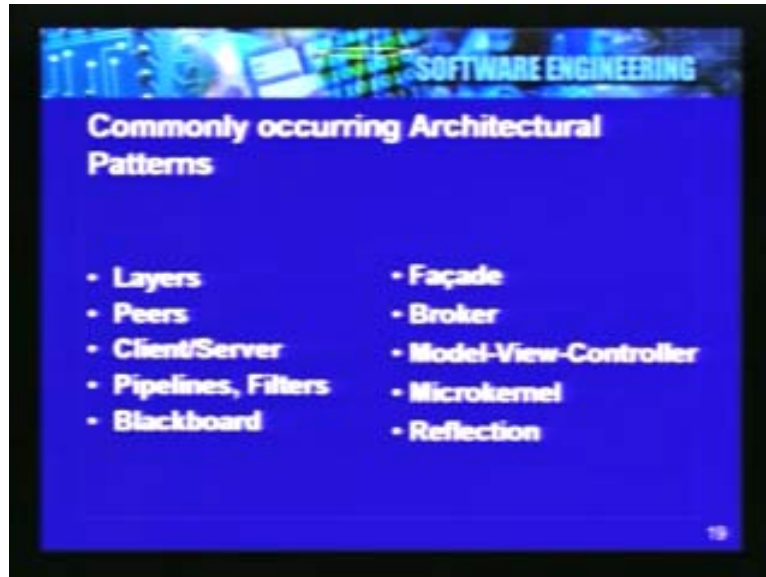 SOFTWARE ENGINEERING
Commonly occurring Architectural
Patterns
• Layers
• Peers
• Client/Server
• Pipelines, Filters
• Blackboard
• Façade
• Broker
• Model-View-Controller
• Microkernel
• Reflection
19